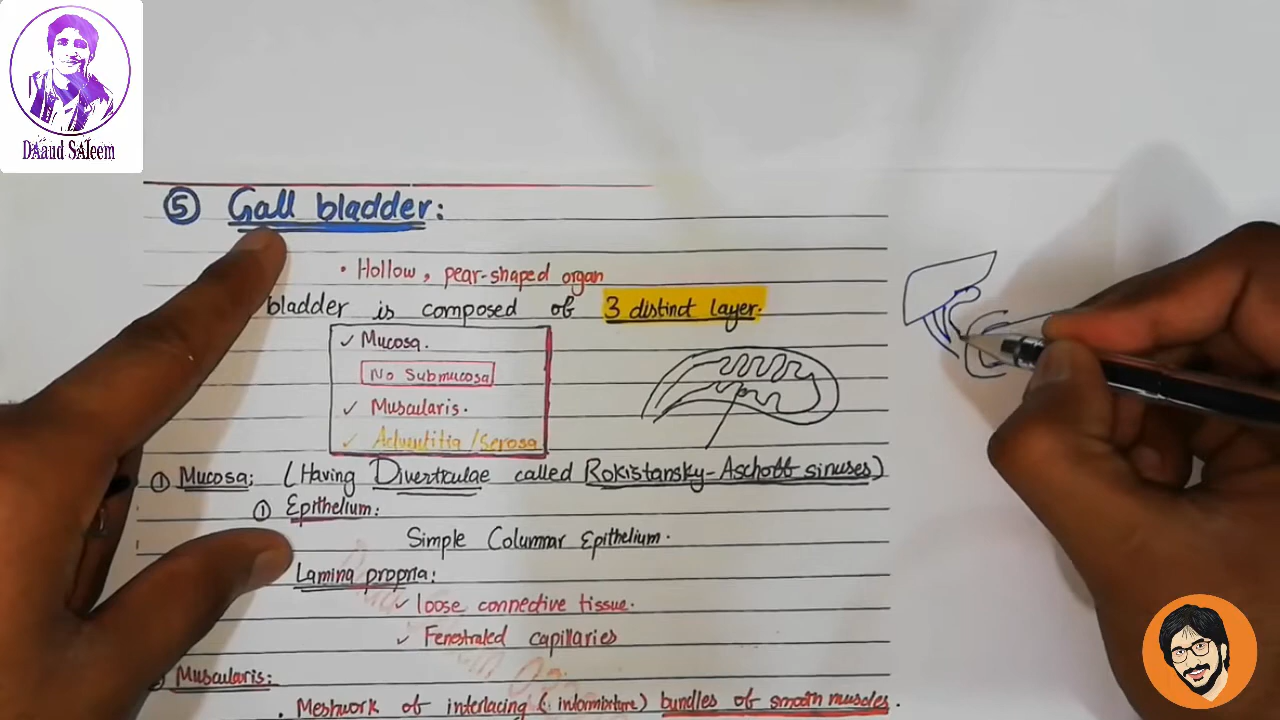 DAaud SAleem
⑤ Gall bladder:
• Hollow, pear-shaped organ
bladder is composed of 3 distinct layer.
✓ Mucosa.
No Submucosa
✓ Muscularis.
✓ Adventitia/Serosa
① Mucosa: (Having Diverticulae called Rokistansky-Aschoff sinuses)
① Epithelium:
Simple Columnar Epithelium.
Lamina propria:
✓ loose connective tissue.
✓ Fenestrated capillaries
Muscularis:
• Meshwork of interlacing (intermixture) bundles of smooth muscles.